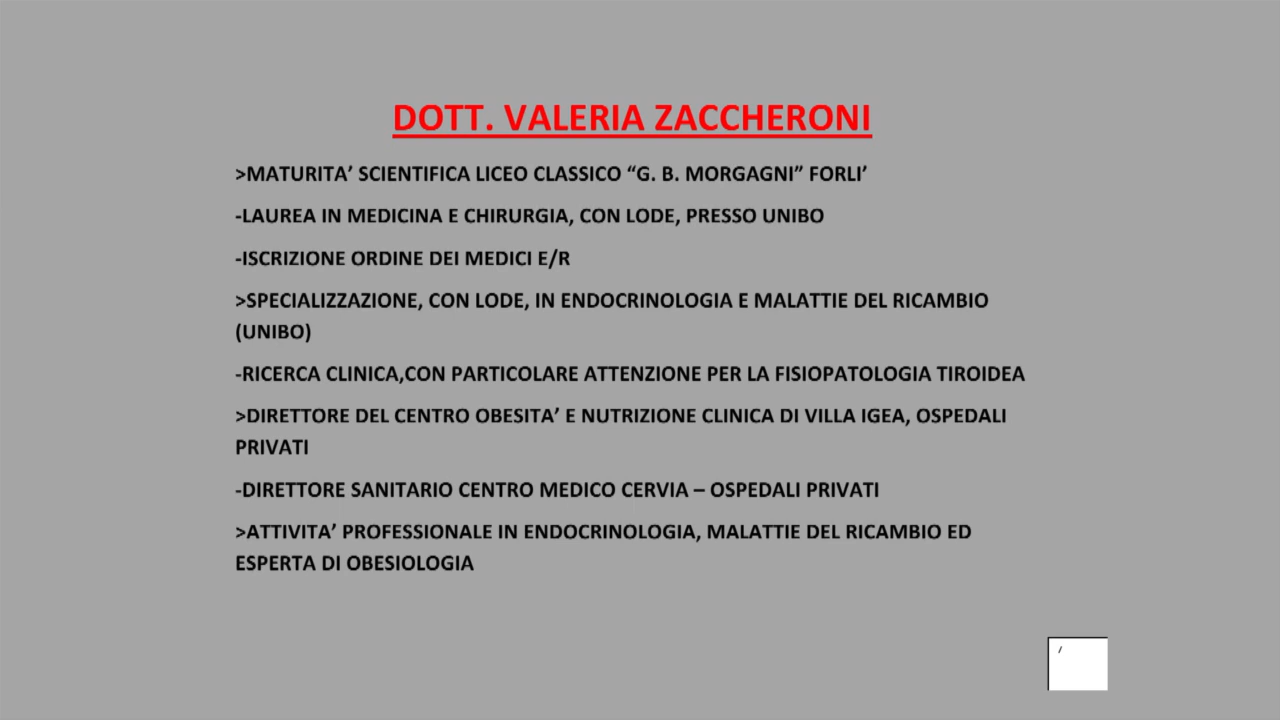 DOTT. VALERIA ZACCHERONI
>MATURITA’ SCIENTIFICA LICEO CLASSICO “G. B. MORGAGNI” FORLI’
-LAUREA IN MEDICINA E CHIRURGIA, CON LODE, PRESSO UNIBO
-ISCRIZIONE ORDINE DEI MEDICI E/R
>SPECIALIZZAZIONE, CON LODE, IN ENDOCRINOLOGIA E MALATTIE DEL RICAMBIO
(UNIBO)
-RICERCA CLINICA,CON PARTICOLARE ATTENZIONE PER LA FISIOPATOLOGIA TIROIDEA
>DIRETTORE DEL CENTRO OBESITA’ E NUTRIZIONE CLINICA DI VILLA IGEA, OSPEDALI
PRIVATI
-DIRETTORE SANITARIO CENTRO MEDICO CERVIA – OSPEDALI PRIVATI
>ATTIVITA’ PROFESSIONALE IN ENDOCRINOLOGIA, MALATTIE DEL RICAMBIO ED
ESPERTA DI OBESIOLOGIA
/